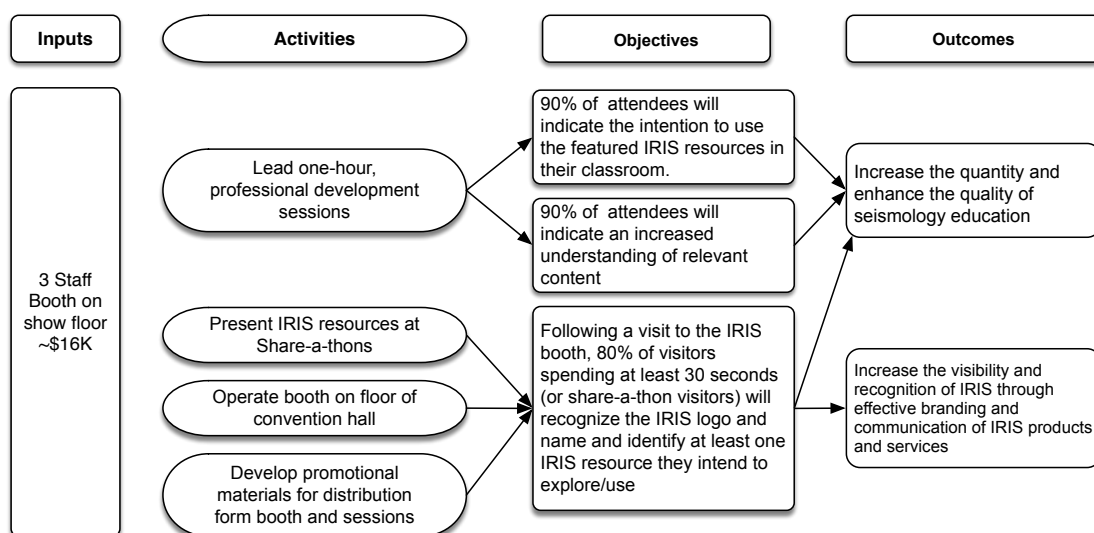 Inputs
Activities
Objectives
Outcomes
3 Staff
Booth on
show floor
~$16K
Lead one-hour,
professional development
sessions
Present IRIS resources at
Share-a-thons
Operate booth on floor of
convention hall
Develop promotional
materials for distribution
form booth and sessions
90% of attendees will
indicate the intention to use
the featured IRIS resources in
their classroom.
90% of attendees will
indicate an increased
understanding of relevant
content
Following a visit to the IRIS
booth, 80% of visitors
spending at least 30 seconds
(or share-a-thon visitors) will
recognize the IRIS logo and
name and identify at least one
IRIS resource they intend to
explore/use
Increase the quantity and
enhance the quality of
seismology education
Increase the visibility and
recognition of IRIS through
effective branding and
communication of IRIS products
and services